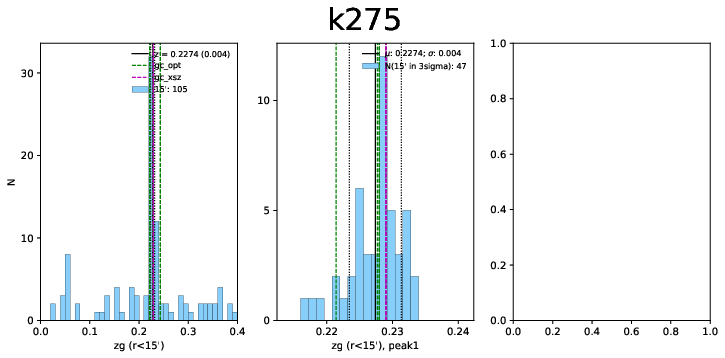 k275
z = 0.2274 (0.004)
gc_opt
gc_xsz
15': 105
30
20
10
0
N
0.0 0.1 0.2 0.3 0.4
zg (r<15')
μ: 0.2274; σ: 0.004
N(15' in 3sigma): 47
10
5
0
0.22 0.23 0.24
zg (r<15'), peak1
1.0
0.8
0.6
0.4
0.2
0.0
0.0 0.2 0.4 0.6 0.8 1.0